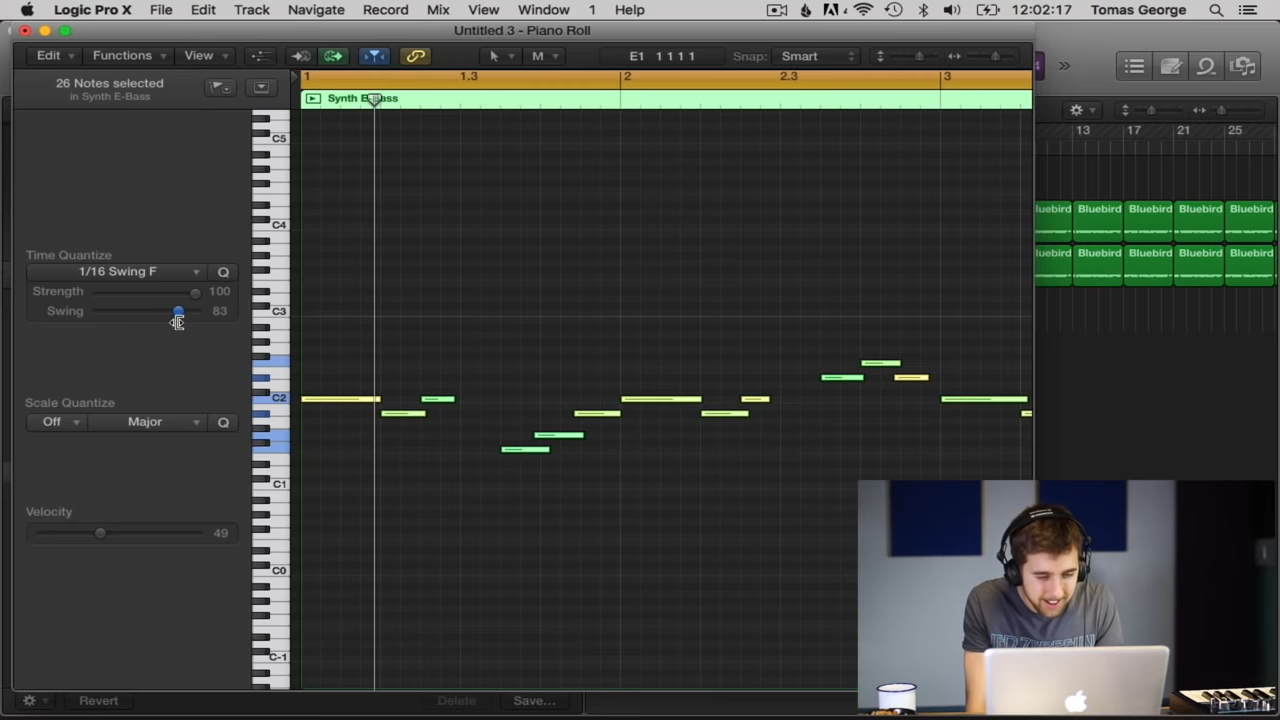 Logic Pro X File Edit Track Navigate Record Mix View Window 1 Help 12:02:17 Tomas George
Untitled 3 - Piano Roll
Edit Functions View M E1 1 1 1 1 Snap: Smart
26 Notes selected
in Synth E-Bass
1 1.3 2 2.3 3
Synth E-Bass
13 17 21 25
C5
C4
C3
C2
C1
C0
C-1
Time Quantize
1/16 Swing F Q
Strength 100
Swing 83
Scale Quantize
Off Major Q
Velocity
49
luebird Bluebird Bluebird Bluebird Bluebird
luebird Bluebird Bluebird Bluebird Bluebird
Revert Delete Save...